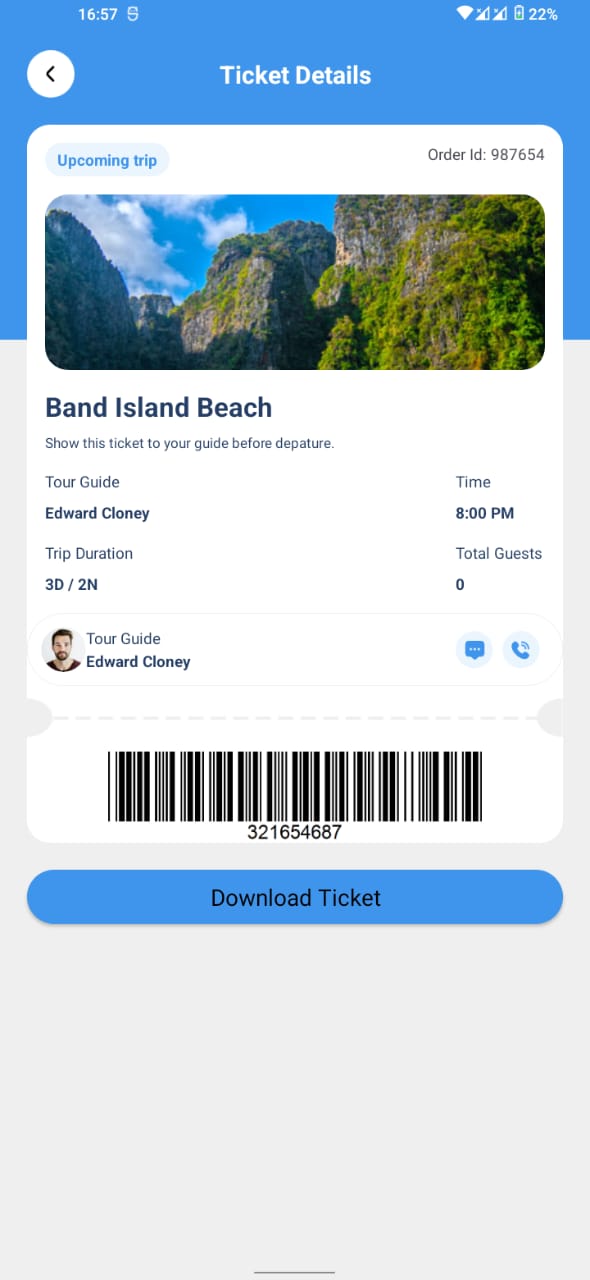 16:57
22%
Ticket Details
Upcoming trip
Order Id: 987654
Band Island Beach
Show this ticket to your guide before depature.
Tour Guide
Time
Edward Cloney
8:00 PM
Trip Duration
Total Guests
3D / 2N
0
Tour Guide
Edward Cloney
321654687
Download Ticket